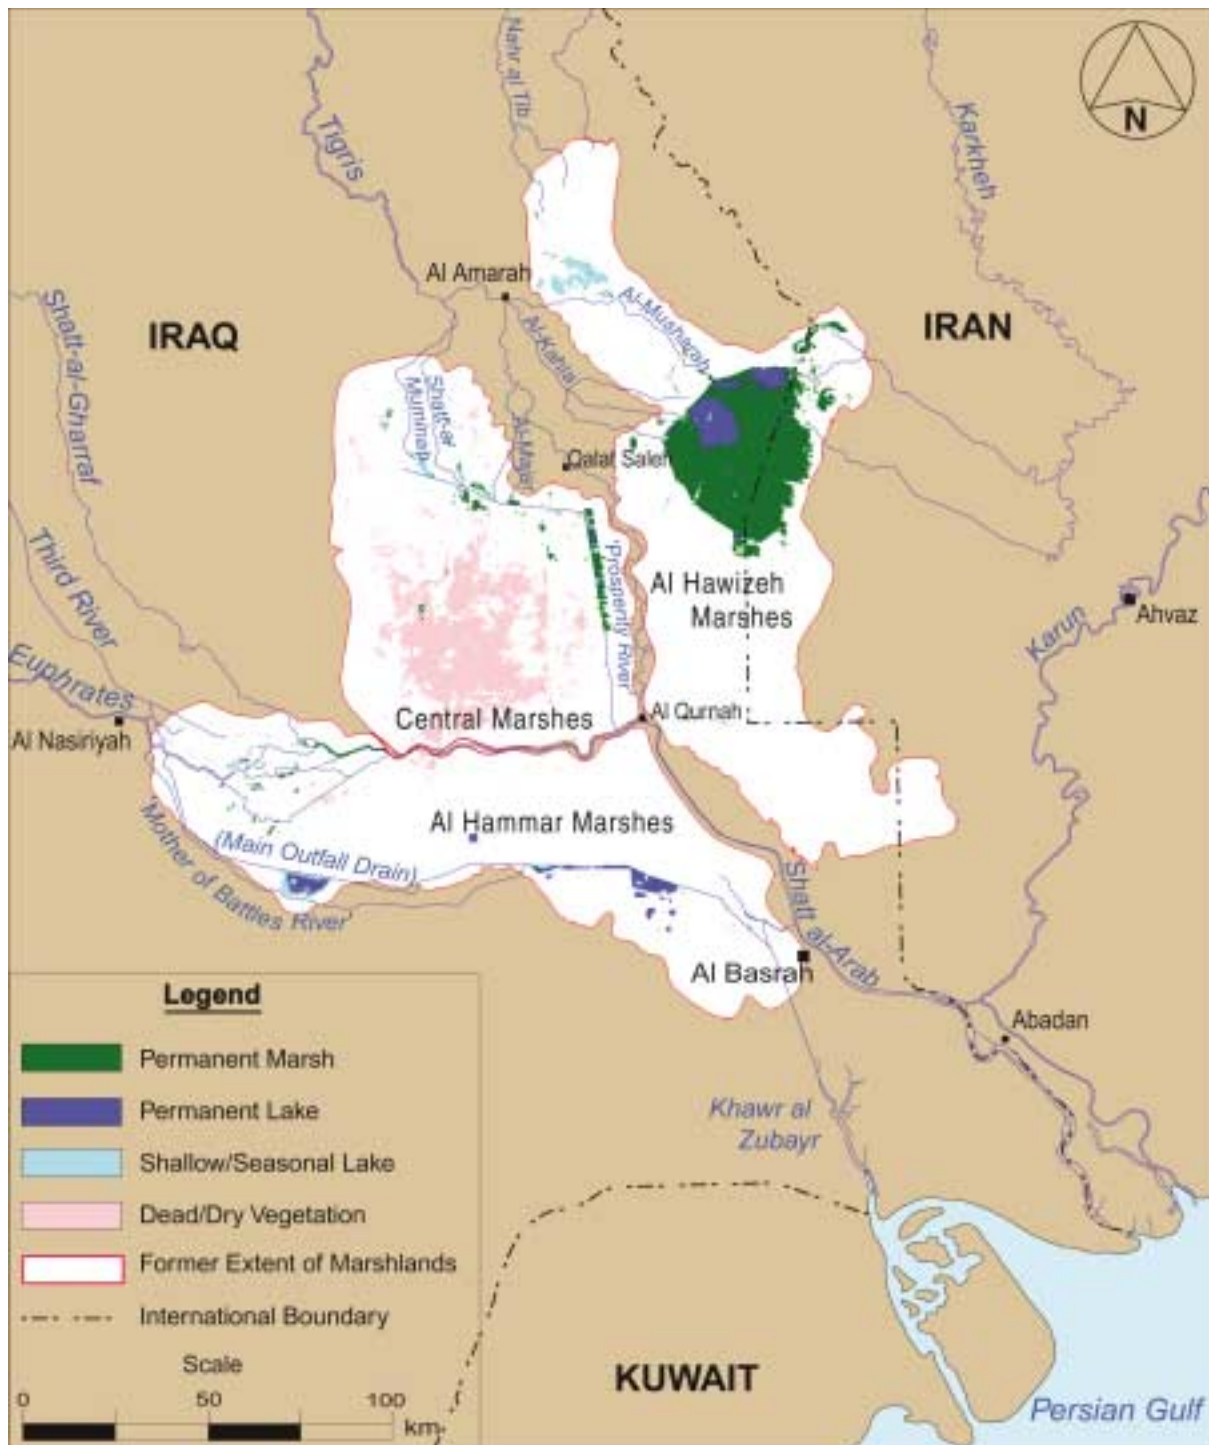 Nahr al Tib
N
Tigris
Karkheh
Al Amarah
Al-Musharah
IRAQ
IRAN
Shatt-al-Gharraf
Al-Kahla'
Shatt-al
Muminah
Al-Majar
Qalat Saleh
Third River
'Prosperity River'
Al Hawizeh
Marshes
Ahvaz
Karun
Euphrates
Al Nasiriyah
Central Marshes
Al Qurnah
'Mother of Battles River'
(Main Outfall Drain)
Al Hammar Marshes
Shatt al-Arab
Al Basrah
Abadan
Khawr al
Zubayr
Legend
Permanent Marsh
Permanent Lake
Shallow/Seasonal Lake
Dead/Dry Vegetation
Former Extent of Marshlands
International Boundary
Scale
0 50 100
km
KUWAIT
Persian Gulf